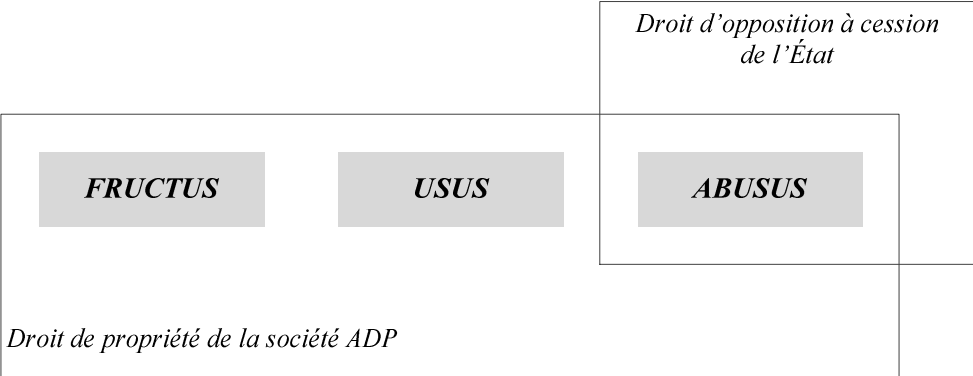 Droit d’opposition à cession
de l’État
FRUCTUS
USUS
ABUSUS
Droit de propriété de la société ADP